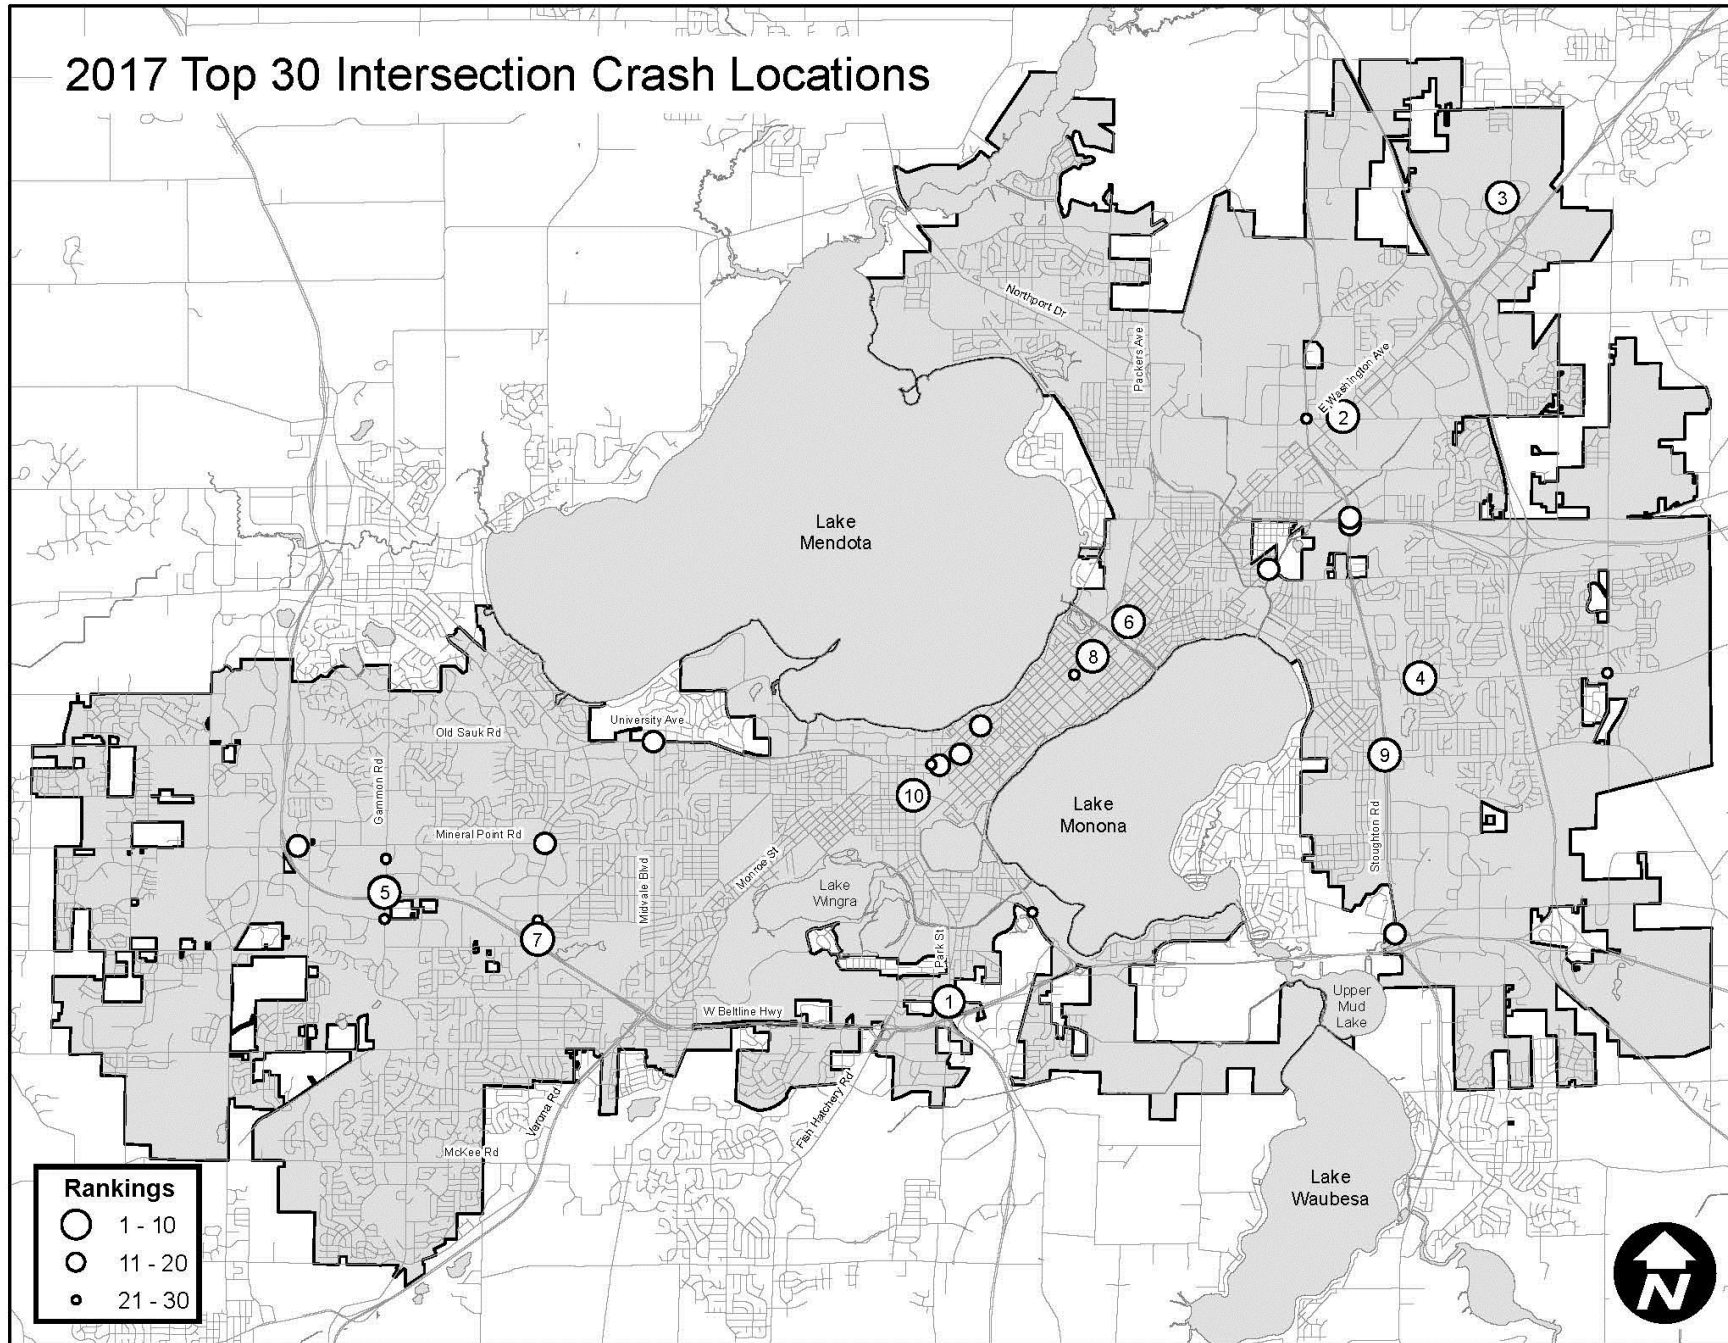 2017 Top 30 Intersection Crash Locations
3
Northport Dr
Packers Ave
E Washington Ave
2
Lake
Mendota
6
8
4
University Ave
Old Sauk Rd
9
Gammon Rd
10
Lake
Monona
Mineral Point Rd
Stoughton Rd
Monroe St
Midvale Blvd
5
Lake
Wingra
7
Park St
1
Upper
Mud
Lake
W Beltline Hwy
Verona Rd
Fish Hatchery Rd
McKee Rd
Lake
Waubesa
Rankings
1 - 10
11 - 20
21 - 30
N